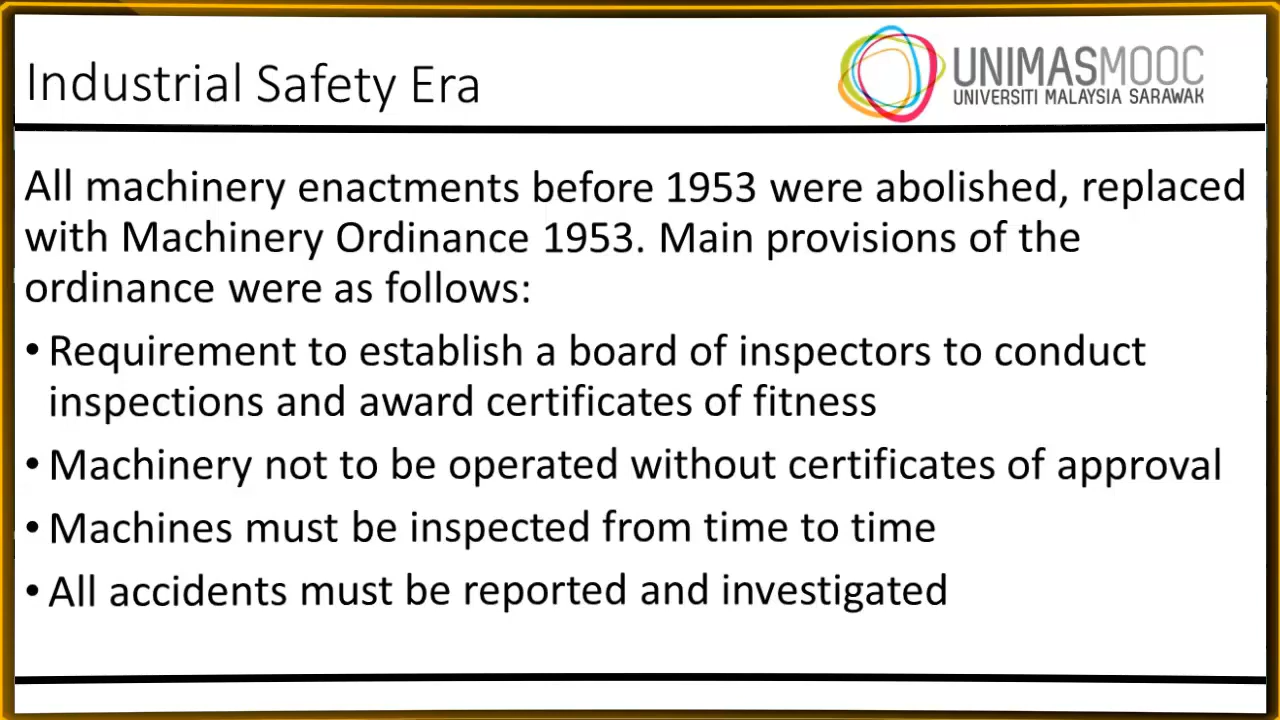 Industrial Safety Era
UNIMASMOOC
UNIVERSITI MALAYSIA SARAWAK
All machinery enactments before 1953 were abolished, replaced
with Machinery Ordinance 1953. Main provisions of the
ordinance were as follows:
• Requirement to establish a board of inspectors to conduct
inspections and award certificates of fitness
• Machinery not to be operated without certificates of approval
• Machines must be inspected from time to time
• All accidents must be reported and investigated